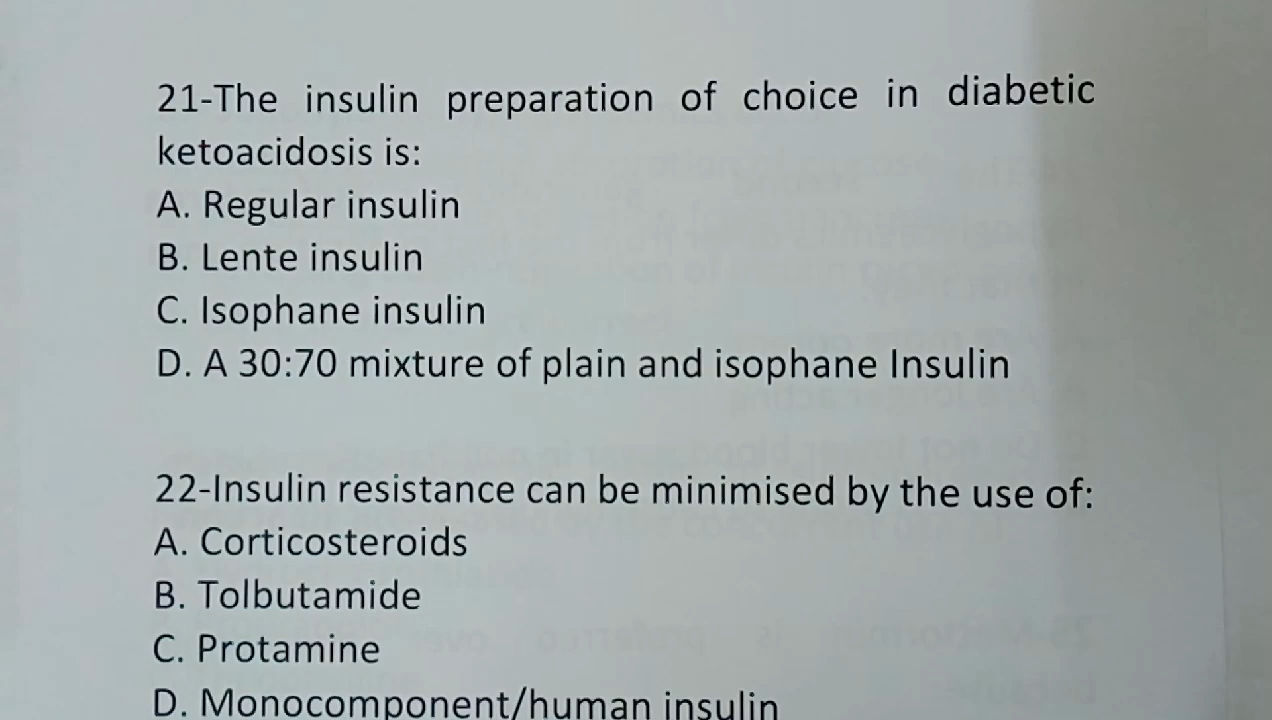 21-The insulin preparation of choice in diabetic
ketoacidosis is:
A. Regular insulin
B. Lente insulin
C. Isophane insulin
D. A 30:70 mixture of plain and isophane Insulin
22-Insulin resistance can be minimised by the use of:
A. Corticosteroids
B. Tolbutamide
C. Protamine
D. Monocomponent/human insulin